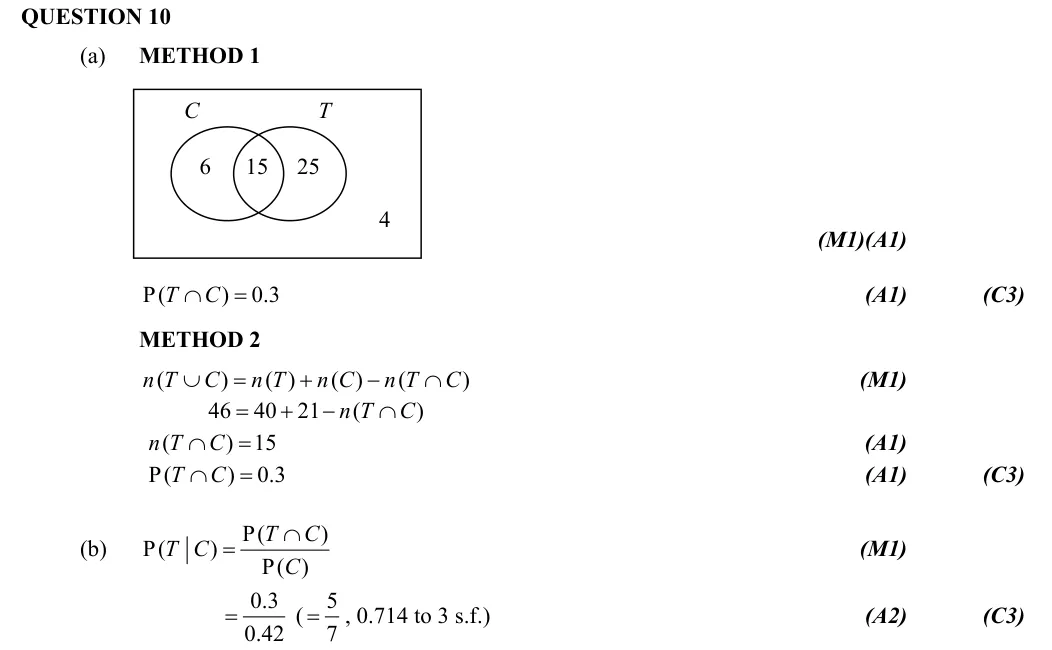 QUESTION 10
(a) METHOD 1
C T
6 15 25
4
(M1)(A1)
P(T ∩ C) = 0.3 (A1) (C3)
METHOD 2
n(T ∪ C) = n(T) + n(C) − n(T ∩ C) (M1)
46 = 40 + 21 − n(T ∩ C)
n(T ∩ C) = 15 (A1)
P(T ∩ C) = 0.3 (A1) (C3)
(b) P(T | C) = P(T ∩ C) / P(C) (M1)
= 0.3 / 0.42 (= 5 / 7 , 0.714 to 3 s.f.) (A2) (C3)